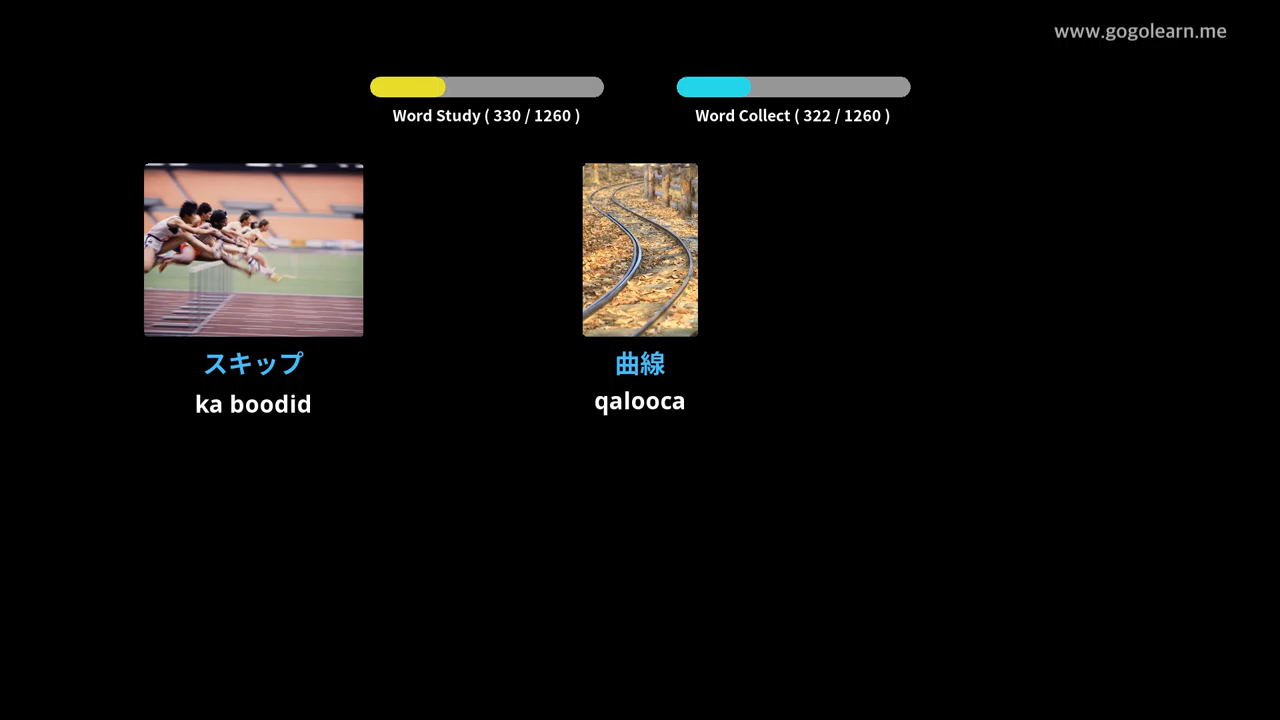 www.gogolearn.me
Word Study ( 330 / 1260 )
Word Collect ( 322 / 1260 )
スキップ
ka boodid
曲線
qalooca